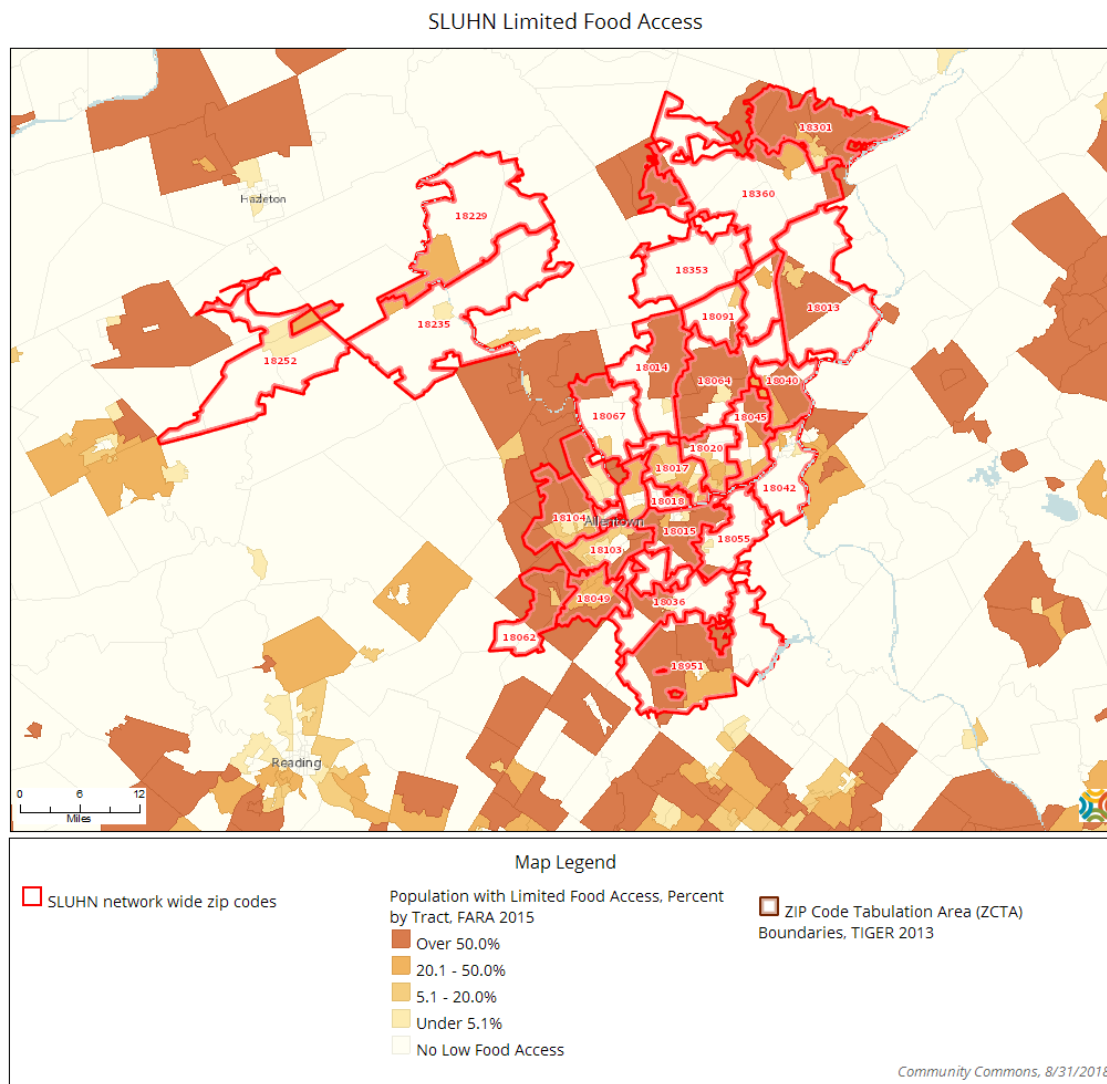 SLUHN Limited Food Access
18301
18360
Hazleton
18229
18353
18013
18091
18235
18252
18014
18064
18040
18067
18045
18020
18017
18042
18018
18104
Allentown
18015
18055
18103
18049
18036
18062
18951
Reading
0 6 12
Miles
Map Legend
SLUHN network wide zip codes
Population with Limited Food Access, Percent
by Tract, FARA 2015
Over 50.0%
20.1 - 50.0%
5.1 - 20.0%
Under 5.1%
No Low Food Access
ZIP Code Tabulation Area (ZCTA)
Boundaries, TIGER 2013
Community Commons, 8/31/2018